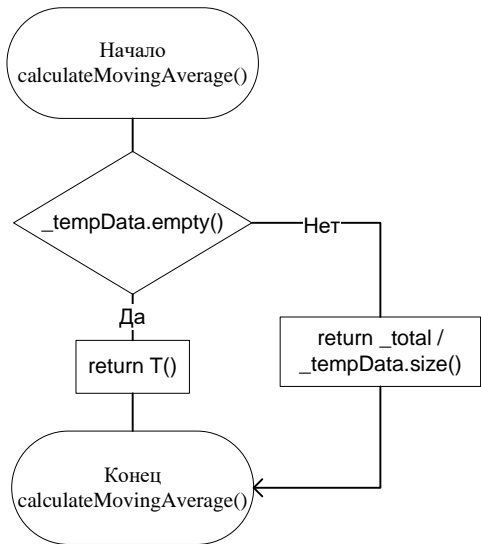 Начало
calculateMovingAverage()
_tempData.empty()
Нет
Да
return T()
return _total /
_tempData.size()
Конец
calculateMovingAverage()